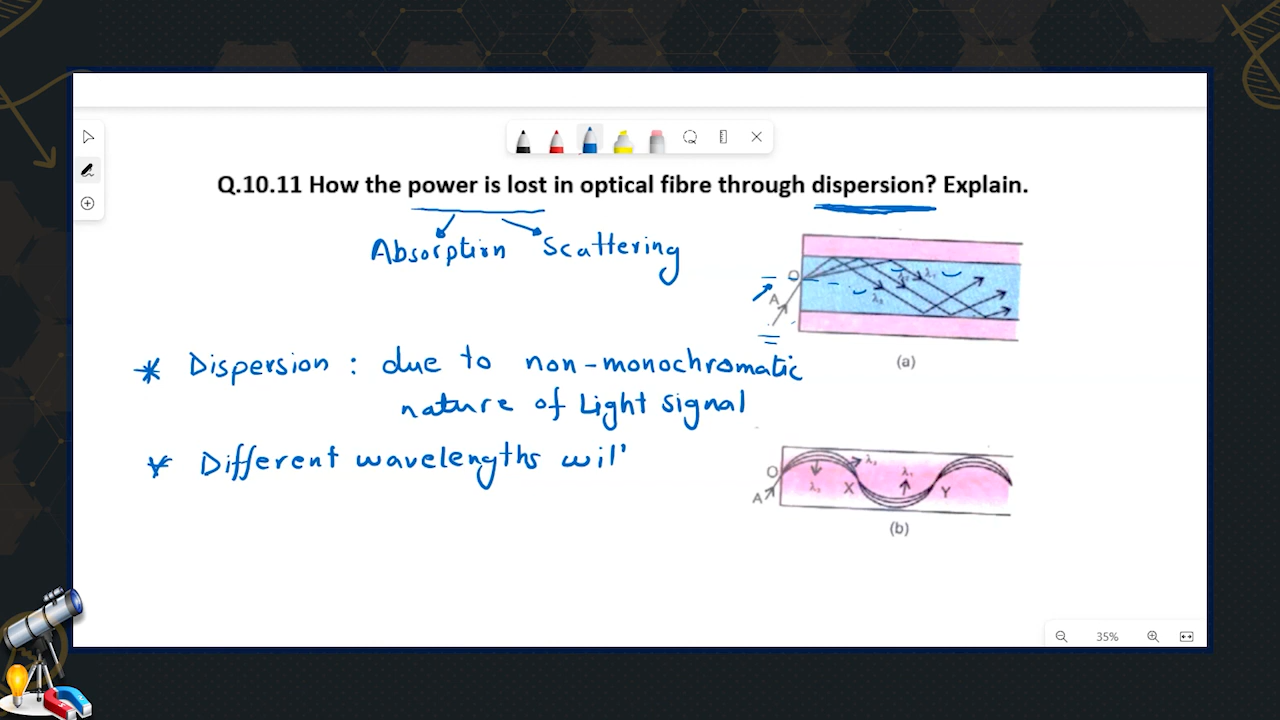 Q.10.11 How the power is lost in optical fibre through dispersion? Explain.
Absorption Scattering
O
A
λ₁
(a)
* Dispersion : due to non-monochromatic
nature of Light signal
* Different wavelengths wil'
O
A
X
Y
(b)
35%